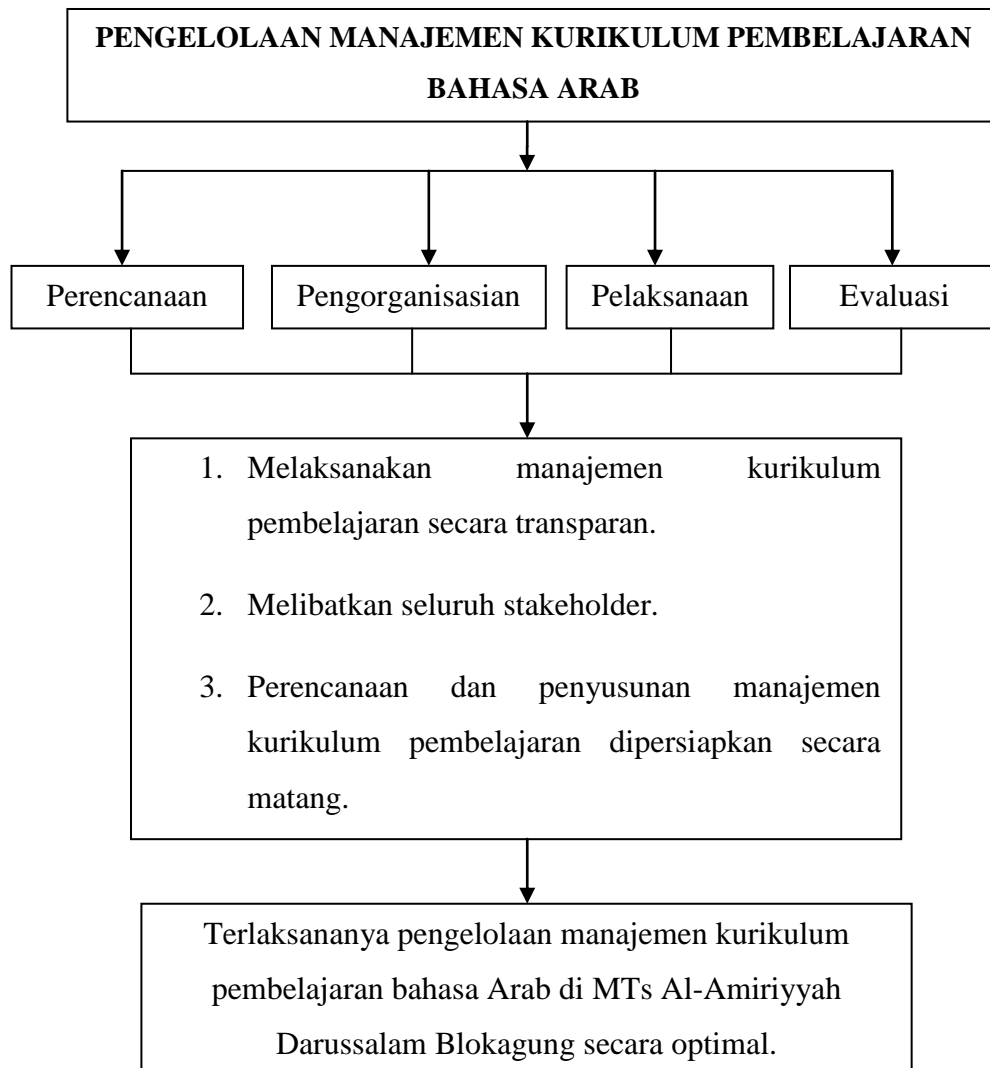 PENGELOLAAN MANAJEMEN KURIKULUM PEMBELAJARAN
BAHASA ARAB
Perencanaan
Pengorganisasian
Pelaksanaan
Evaluasi
1. Melaksanakan manajemen kurikulum
pembelajaran secara transparan.
2. Melibatkan seluruh stakeholder.
3. Perencanaan dan penyusunan manajemen
kurikulum pembelajaran dipersiapkan secara
matang.
Terlaksananya pengelolaan manajemen kurikulum
pembelajaran bahasa Arab di MTs Al-Amiriyyah
Darussalam Blokagung secara optimal.